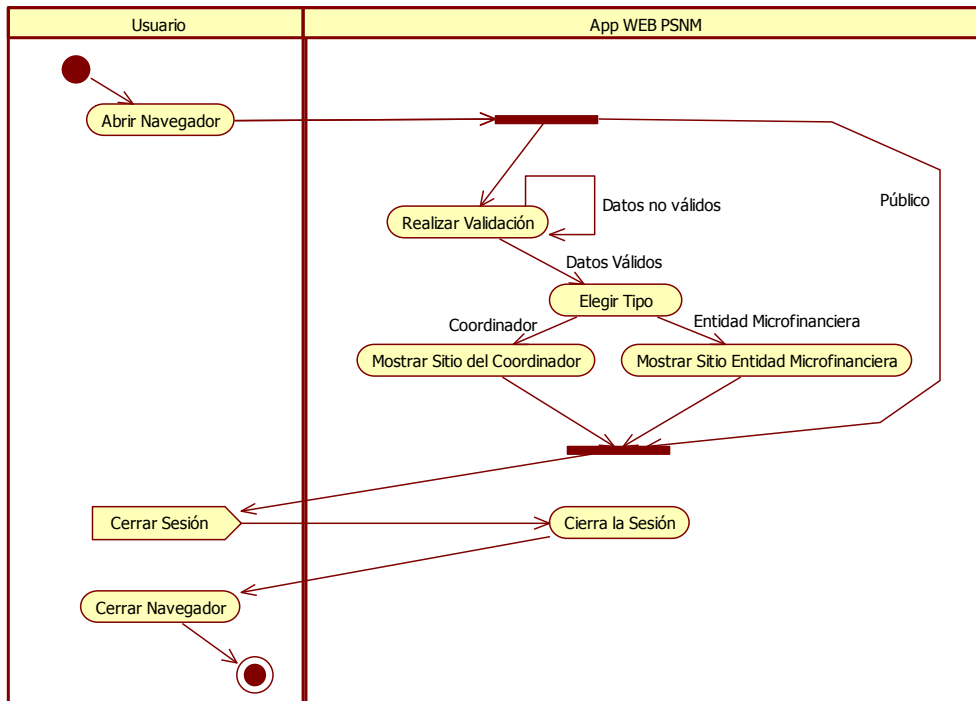 Usuario
App WEB PSNM
Abrir Navegador
Público
Realizar Validación
Datos no válidos
Datos Válidos
Elegir Tipo
Coordinador
Entidad Microfinanciera
Mostrar Sitio del Coordinador
Mostrar Sitio Entidad Microfinanciera
Cerrar Sesión
Cierra la Sesión
Cerrar Navegador